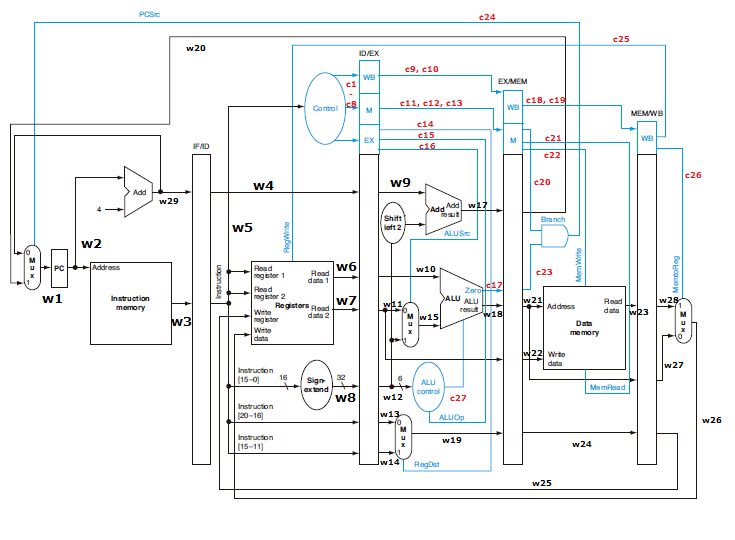 PCSrc
c24
w20
c25
ID/EX
WB
c9, c10
EX/MEM
c1
-
c8
Control
M
c11, c12, c13
WB
c18, c19
MEM/WB
c14
EX
c15
c16
M
c21
c22
WB
IF/ID
c26
Add
4
w29
w4
w9
Add
Add
result
w17
c20
Shift
left 2
Branch
w5
RegWrite
ALUSrc
w2
0
M
u
x
1
PC
w1
Address
Instruction
memory
w3
Instruction
Read
register 1
Read
register 2
Write
register
Write
data
Registers
Read
data 1
Read
data 2
w6
w7
w10
w11
0
M
u
x
1
w15
ALU
Zero
ALU
result
c17
w18
c23
MemWrite
w21
Address
Read
data
Data
memory
Write
data
w22
w23
w28
MemtoReg
1
M
u
x
0
w27
MemRead
Instruction
[15–0]
16
Sign-
extend
32
w8
6
w12
ALU
control
c27
ALUOp
Instruction
[20–16]
w13
0
M
u
x
1
w19
Instruction
[15–11]
w14
RegDst
w24
w26
w25